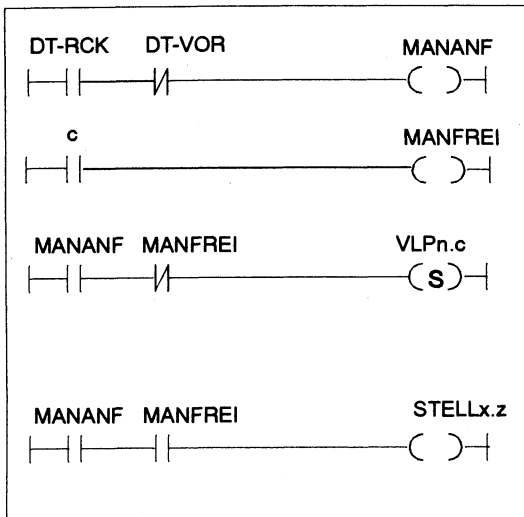 DT-RCK DT-VOR MANANF
c MANFREI
MANANF MANFREI VLPn.c
S
MANANF MANFREI STELLx.z